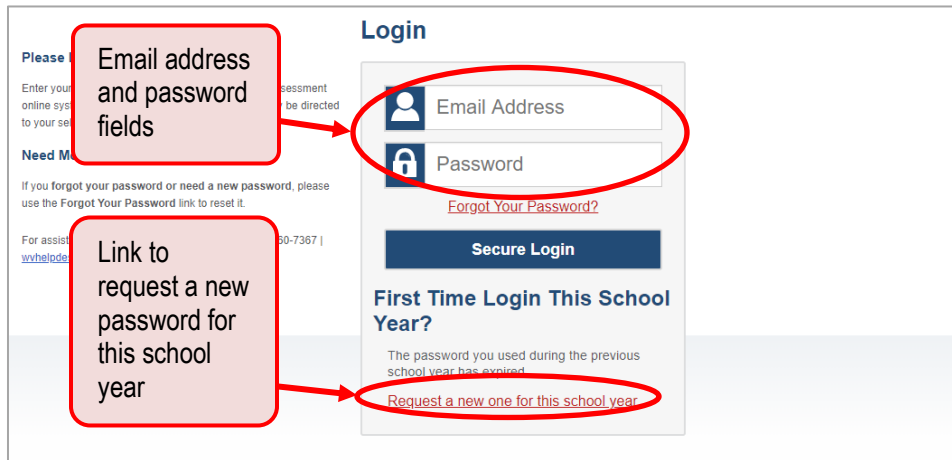 Login
Please
Enter your
sessment
online sys
be directed
to your se
Need M
If you forgot your password or need a new password, please
use the Forgot Your Password link to reset it.
For assist
60-7367 |
wvhelpdes
Email address
and password
fields
Link to
request a new
password for
this school
year
Email Address
Password
Forgot Your Password?
Secure Login
First Time Login This School
Year?
The password you used during the previous
school year has expired
Request a new one for this school year